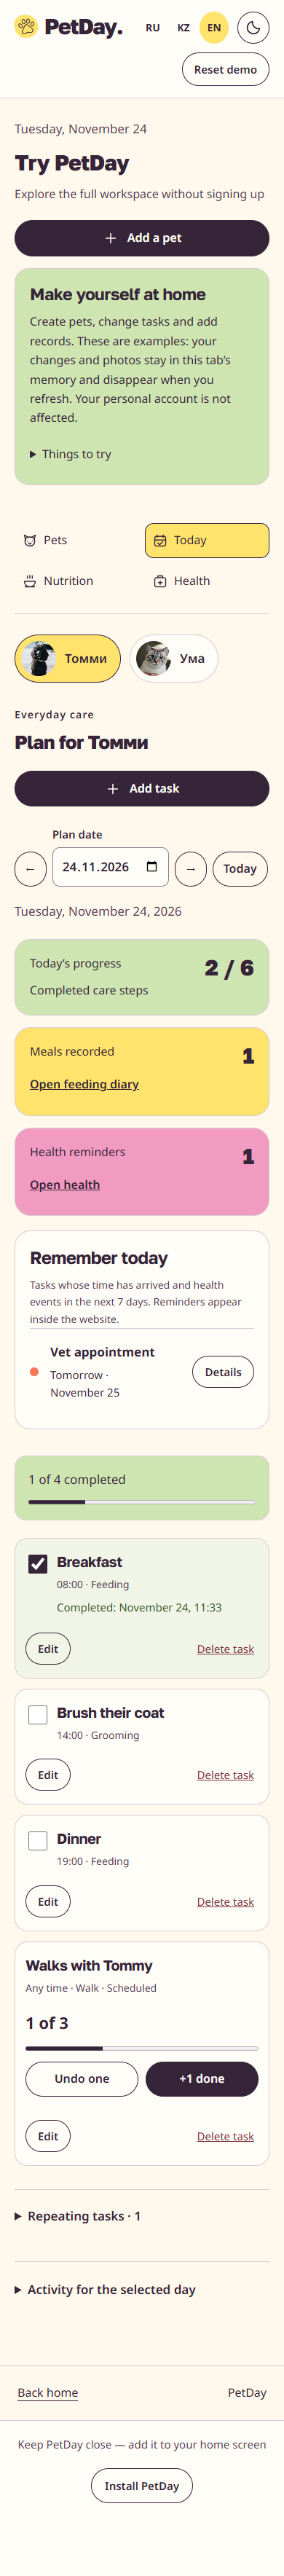 PetDay.
RU KZ EN
Reset demo
Tuesday, November 24
Try PetDay
Explore the full workspace without signing up
+ Add a pet
Make yourself at home
Create pets, change tasks and add
records. These are examples: your
changes and photos stay in this tab's
memory and disappear when you
refresh. Your personal account is not
affected.
▶ Things to try
Pets
Today
Nutrition
Health
Томми
Ума
Everyday care
Plan for Томми
+ Add task
Plan date
← 24.11.2026 → Today
Tuesday, November 24, 2026
Today's progress
2 / 6
Completed care steps
Meals recorded
1
Open feeding diary
Health reminders
1
Open health
Remember today
Tasks whose time has arrived and health
events in the next 7 days. Reminders appear
inside the website.
Vet appointment
Tomorrow ·
November 25
Details
1 of 4 completed
Breakfast
08:00 · Feeding
Completed: November 24, 11:33
Edit
Delete task
Brush their coat
14:00 · Grooming
Edit
Delete task
Dinner
19:00 · Feeding
Edit
Delete task
Walks with Tommy
Any time · Walk · Scheduled
1 of 3
Undo one
+1 done
Edit
Delete task
▶ Repeating tasks · 1
▶ Activity for the selected day
Back home
PetDay
Keep PetDay close — add it to your home screen
Install PetDay